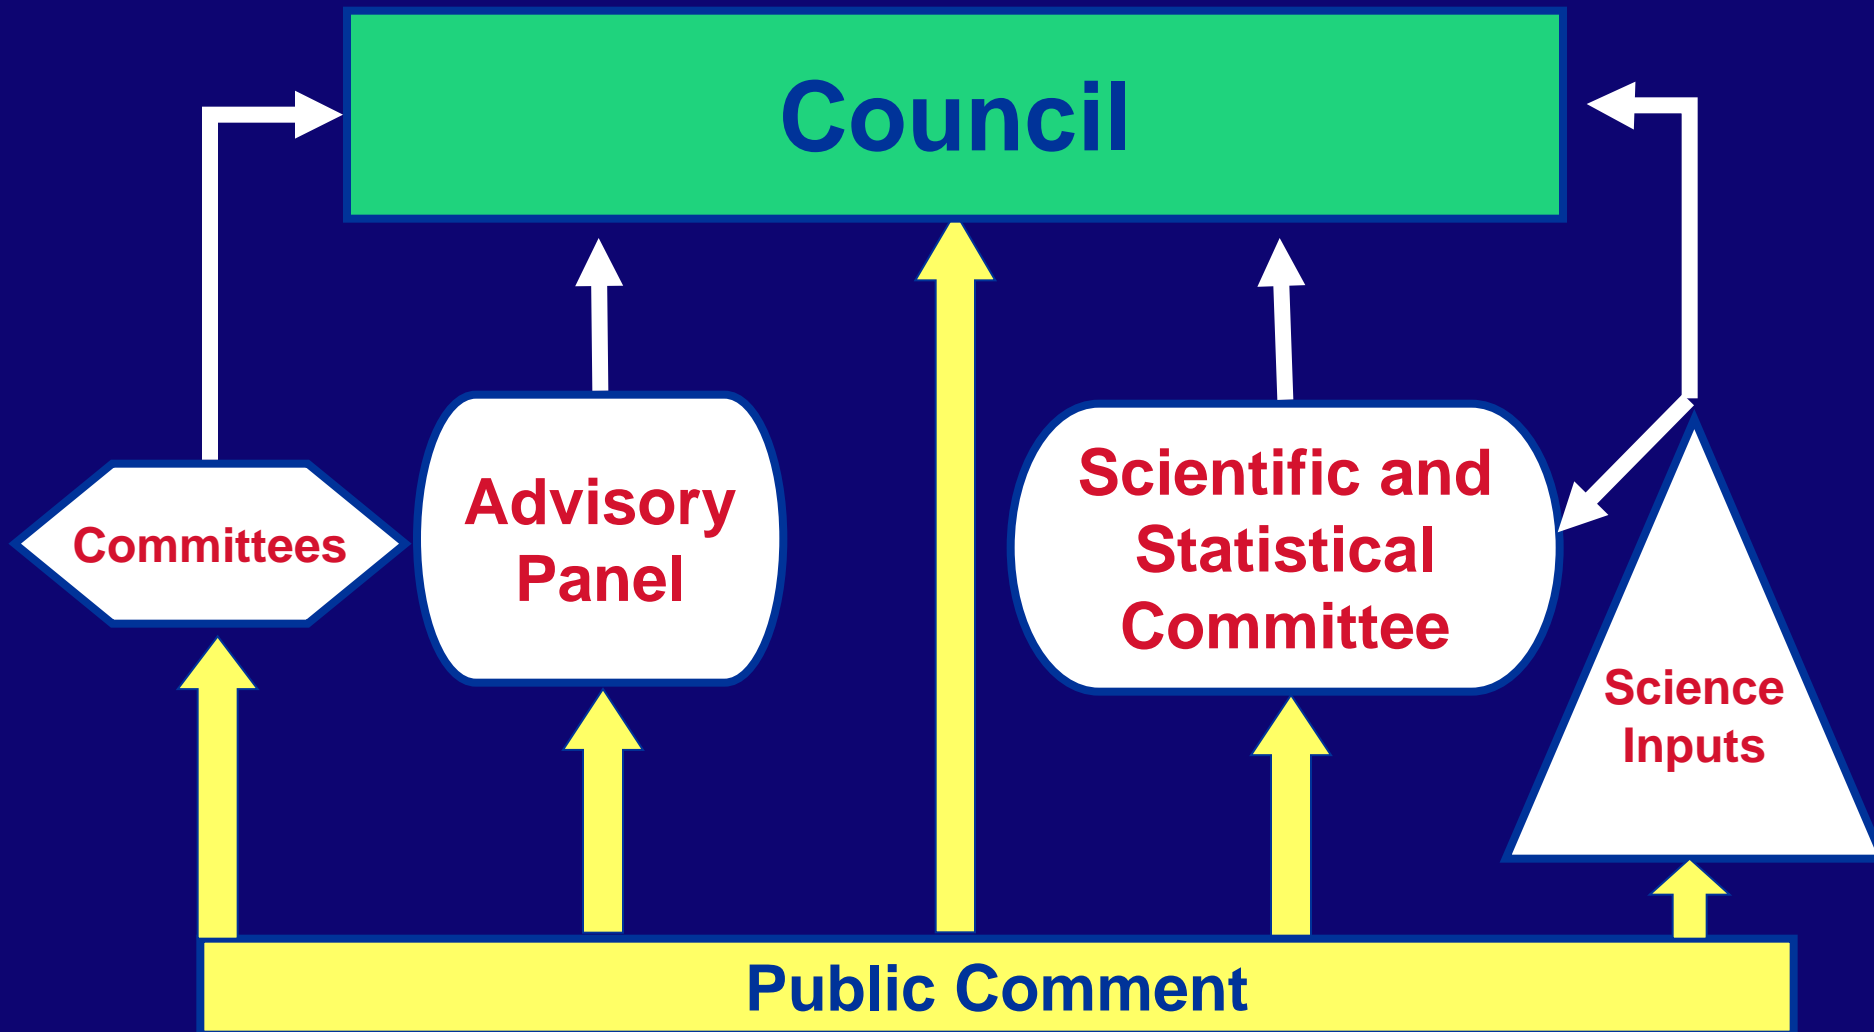 Council
Committees
Advisory
Panel
Scientific and
Statistical
Committee
Science
Inputs
Public Comment